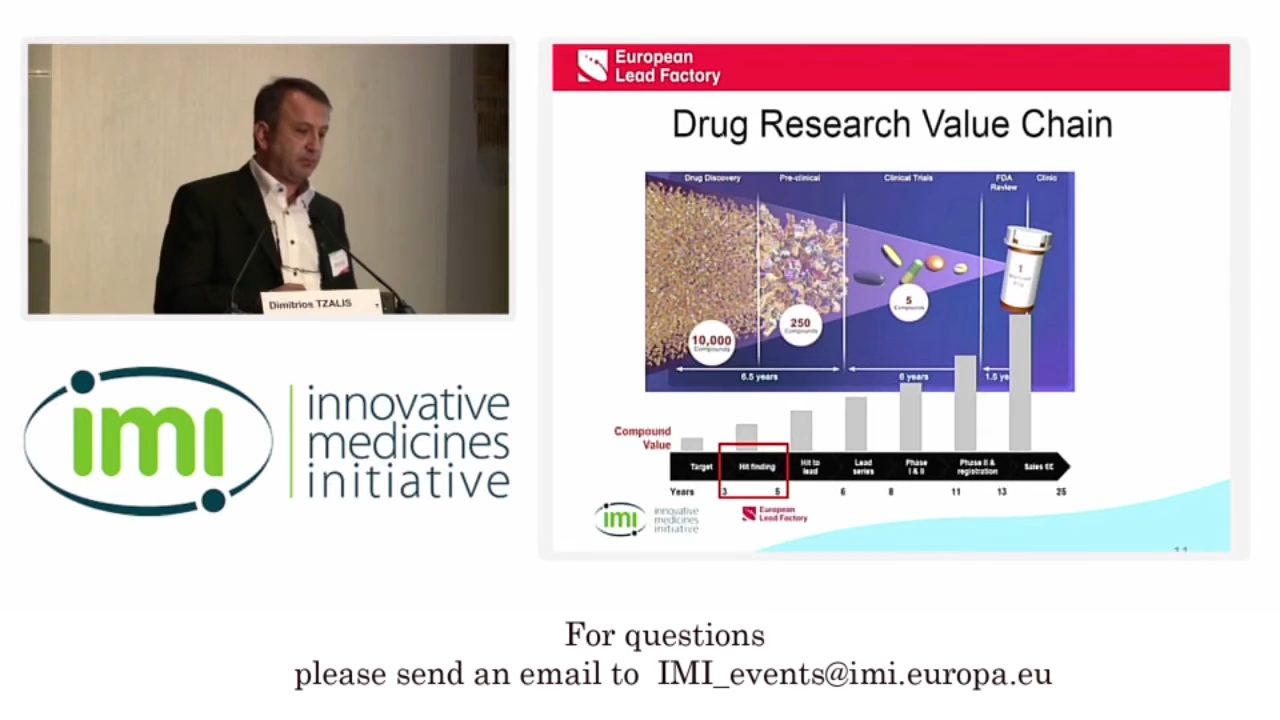 Dimitrios TZALIS
imi
innovative
medicines
initiative
European
Lead Factory
Drug Research Value Chain
Drug Discovery
Pre-clinical
Clinical Trials
FDA
Review
Clinic
10,000
Compounds
250
Compounds
5
Compounds
1
6.5 years
6 years
1.5 ye
Compound
Value
Target
Hit finding
Hit to
lead
Lead
series
Phase
I & II
Phase II &
registration
Sales €€
Years 3 5 6 8 11 13 25
imi
innovative
medicines
initiative
European
Lead Factory
For questions
please send an email to IMI_events@imi.europa.eu